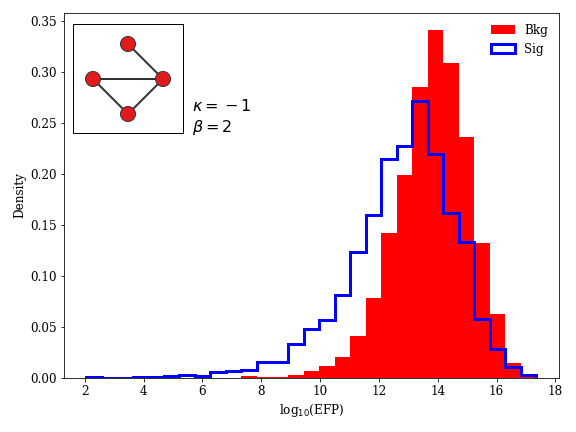 0.35
0.30
0.25
0.20
0.15
0.10
0.05
0.00
Density
κ = −1
β = 2
Bkg
Sig
2 4 6 8 10 12 14 16 18
log₁₀(EFP)